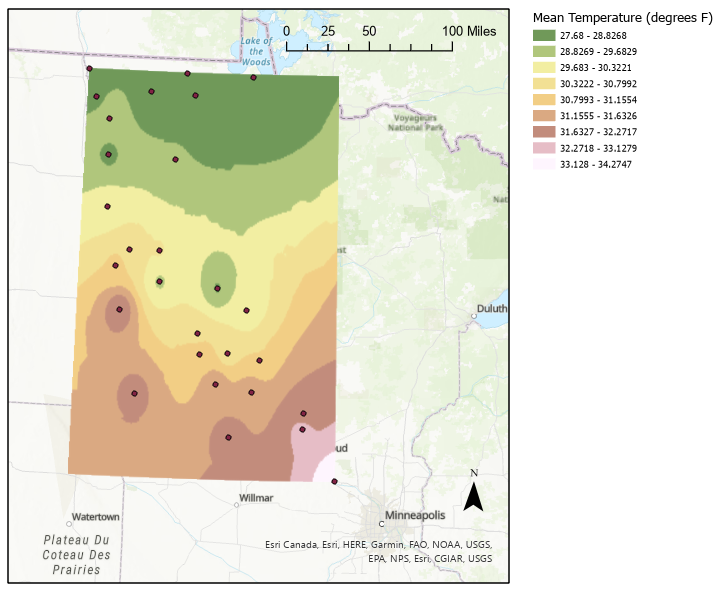 Mean Temperature (degrees F)
27.68 - 28.8268
28.8269 - 29.6829
29.683 - 30.3221
30.3222 - 30.7992
30.7993 - 31.1554
31.1555 - 31.6326
31.6327 - 32.2717
32.2718 - 33.1279
33.128 - 34.2747
0 25 50 100 Miles
Lake of
the
Woods
Voyageurs
National Park
Nat
st
Duluth
ud
N
Willmar
Watertown
Minneapolis
Plateau Du
Coteau Des
Prairies
Esri Canada, Esri, HERE, Garmin, FAO, NOAA, USGS,
EPA, NPS, Esri, CGIAR, USGS